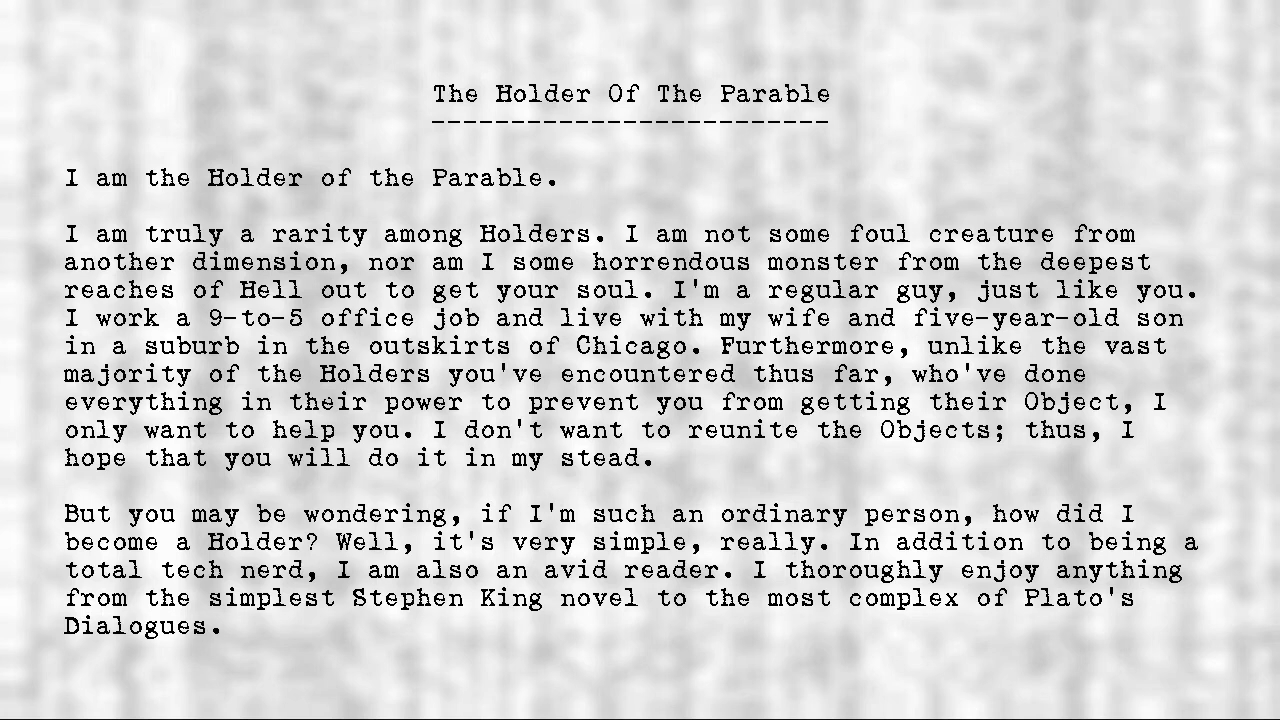 The Holder Of The Parable
-------------------------
I am the Holder of the Parable.
I am truly a rarity among Holders. I am not some foul creature from
another dimension, nor am I some horrendous monster from the deepest
reaches of Hell out to get your soul. I'm a regular guy, just like you.
I work a 9-to-5 office job and live with my wife and five-year-old son
in a suburb in the outskirts of Chicago. Furthermore, unlike the vast
majority of the Holders you've encountered thus far, who've done
everything in their power to prevent you from getting their Object, I
only want to help you. I don't want to reunite the Objects; thus, I
hope that you will do it in my stead.
But you may be wondering, if I'm such an ordinary person, how did I
become a Holder? Well, it's very simple, really. In addition to being a
total tech nerd, I am also an avid reader. I thoroughly enjoy anything
from the simplest Stephen King novel to the most complex of Plato's
Dialogues.